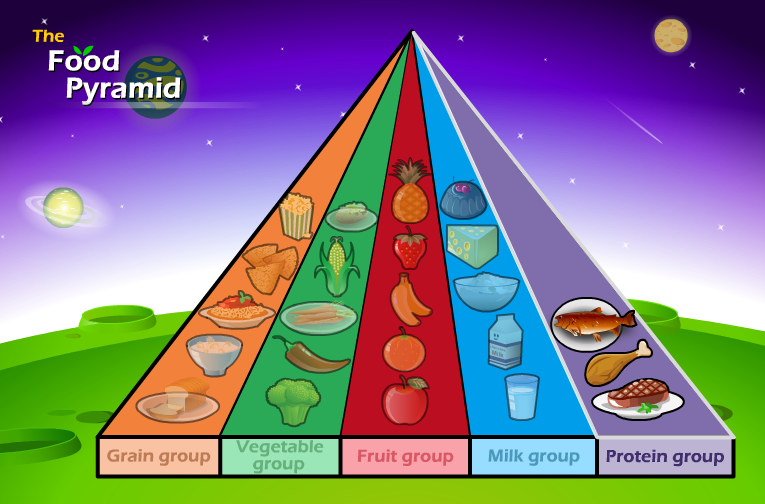 The
Food
Pyramid
Grain group
Vegetable
group
Fruit group
Milk group
Protein group